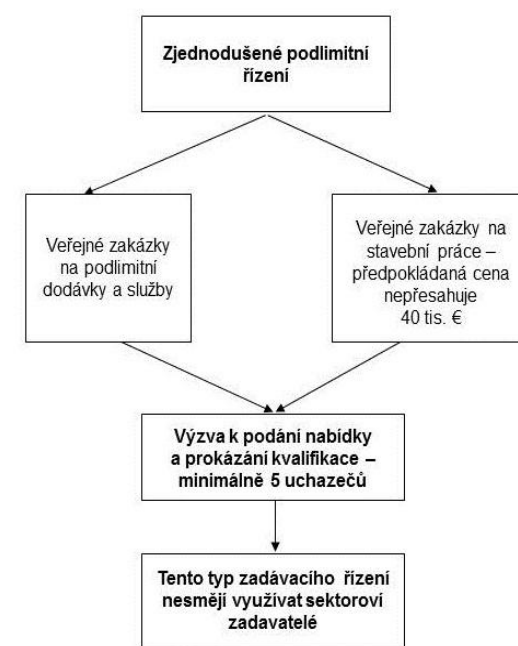 Zjednodušené podlimitní
řízení
Veřejné zakázky
na podlimitní
dodávky a služby
Veřejné zakázky na
stavební práce –
předpokládaná cena
nepřesahuje
40 tis. €
Výzva k podání nabídky
a prokázání kvalifikace –
minimálně 5 uchazečů
Tento typ zadávacího řízení
nesmějí využívat sektoroví
zadavatelé